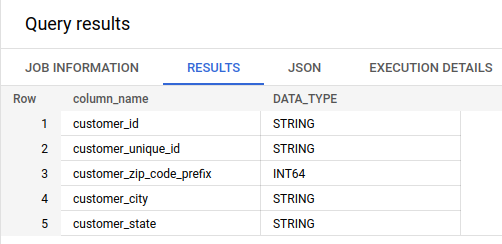 Query results
JOB INFORMATION RESULTS JSON EXECUTION DETAILS
Row column_name DATA_TYPE
1 customer_id STRING
2 customer_unique_id STRING
3 customer_zip_code_prefix INT64
4 customer_city STRING
5 customer_state STRING